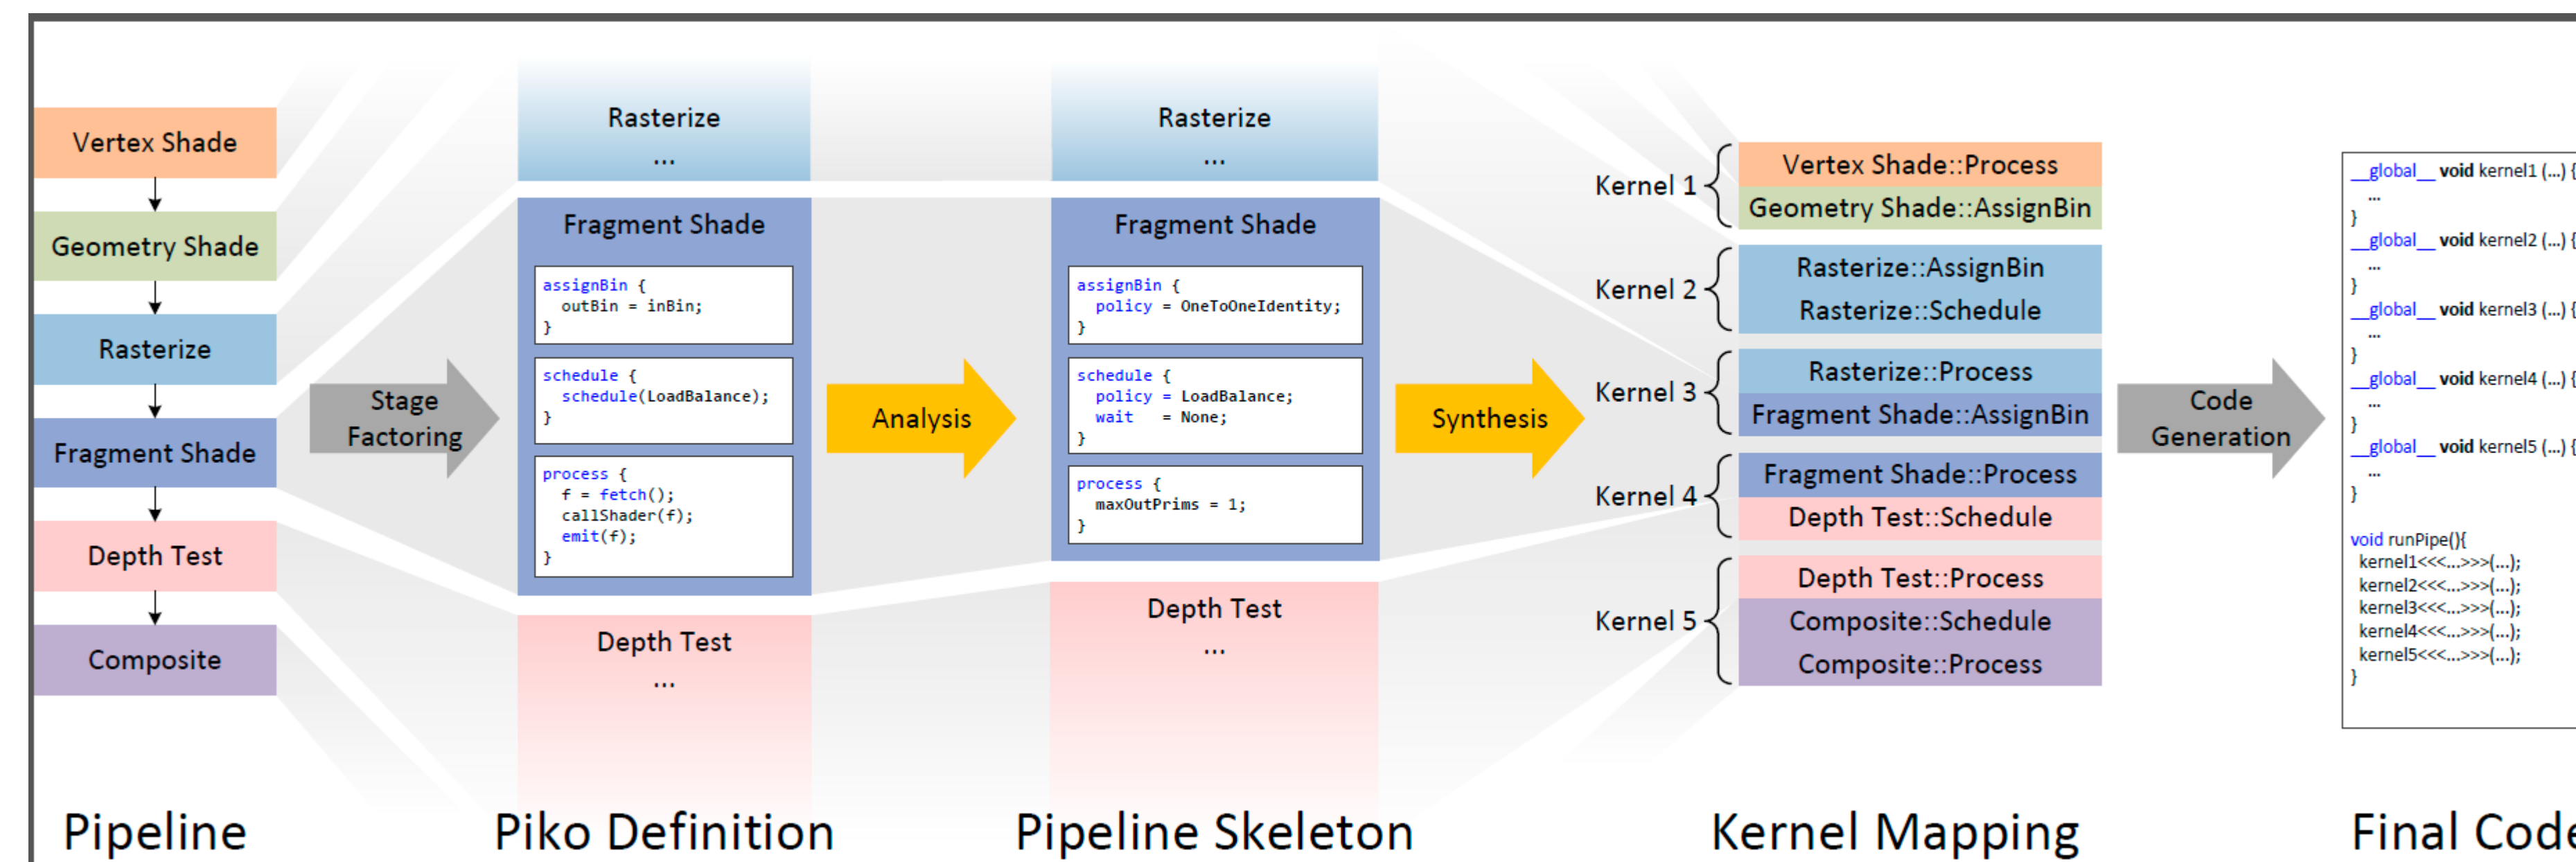 Vertex Shade
Geometry Shade
Rasterize
Fragment Shade
Depth Test
Composite
Pipeline
Stage
Factoring
Rasterize
...
Fragment Shade
assignBin {
outBin = inBin;
}
schedule {
schedule(LoadBalance);
}
process {
f = fetch();
callShader(f);
emit(f);
}
Depth Test
...
Piko Definition
Analysis
Rasterize
...
Fragment Shade
assignBin {
policy = OneToOneIdentity;
}
schedule {
policy = LoadBalance;
wait   = None;
}
process {
maxOutPrims = 1;
}
Depth Test
...
Pipeline Skeleton
Synthesis
Kernel 1
Vertex Shade::Process
Geometry Shade::AssignBin
Kernel 2
Rasterize::AssignBin
Rasterize::Schedule
Kernel 3
Rasterize::Process
Fragment Shade::AssignBin
Kernel 4
Fragment Shade::Process
Depth Test::Schedule
Kernel 5
Depth Test::Process
Composite::Schedule
Composite::Process
Kernel Mapping
Code
Generation
__global__ void kernel1 (...) {
...
}
__global__ void kernel2 (...) {
...
}
__global__ void kernel3 (...) {
...
}
__global__ void kernel4 (...) {
...
}
__global__ void kernel5 (...) {
...
}
void runPipe(){
kernel1<<<...>>>(...);
kernel2<<<...>>>(...);
kernel3<<<...>>>(...);
kernel4<<<...>>>(...);
kernel5<<<...>>>(...);
}
Final Code